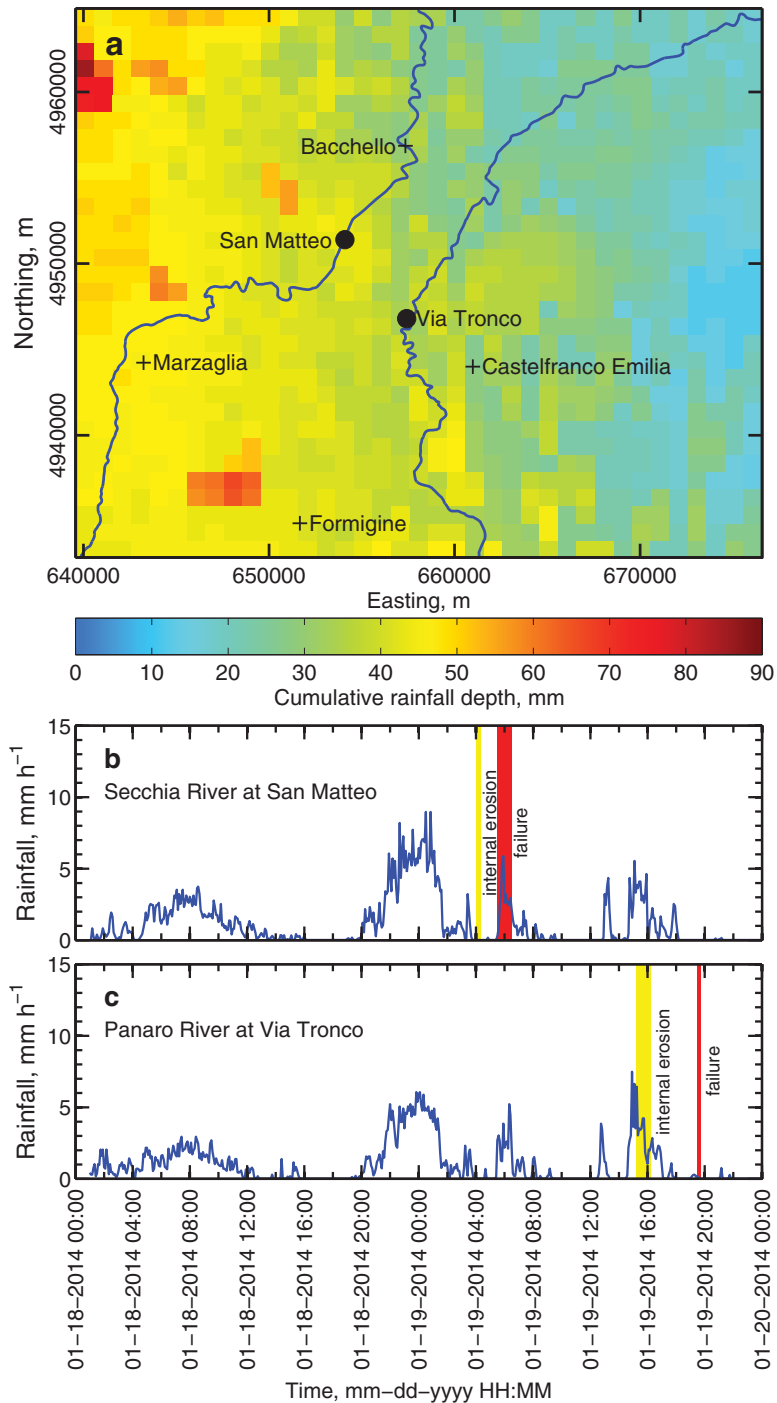 a
4960000
4950000
4940000
Northing, m
Bacchello
San Matteo
Via Tronco
Marzaglia
Castelfranco Emilia
Formigine
640000 650000 660000 670000
Easting, m
0 10 20 30 40 50 60 70 80 90
Cumulative rainfall depth, mm
b
Secchia River at San Matteo
15
10
5
0
Rainfall, mm h−1
internal erosion
failure
c
Panaro River at Via Tronco
15
10
5
0
Rainfall, mm h−1
internal erosion
failure
01−18−2014 00:00
01−18−2014 04:00
01−18−2014 08:00
01−18−2014 12:00
01−18−2014 16:00
01−18−2014 20:00
01−19−2014 00:00
01−19−2014 04:00
01−19−2014 08:00
01−19−2014 12:00
01−19−2014 16:00
01−19−2014 20:00
01−20−2014 00:00
Time, mm−dd−yyyy HH:MM